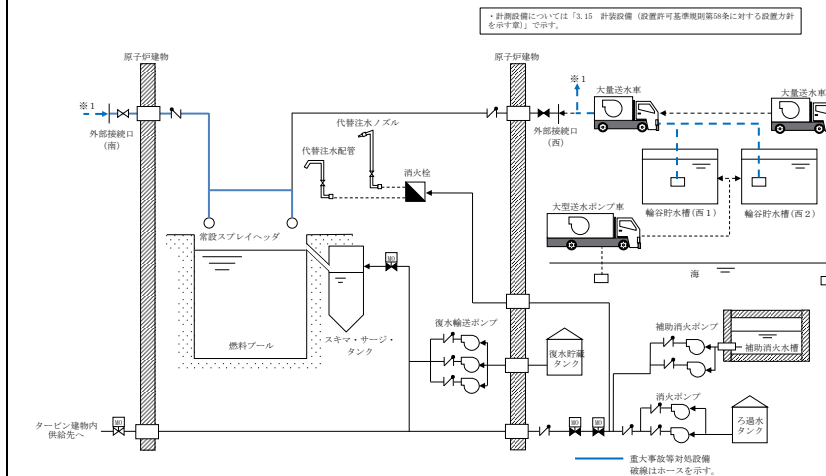 ・計測設備については「3.15　計装設備（設置許可基準規則第58条に対する設置方針
を示す章）」で示す。
原子炉建物
原子炉建物
※1
※1
大量送水車
大量送水車
外部接続口
(南)
代替注水ノズル
代替注水配管
消火栓
外部接続口
(西)
輪谷貯水槽(西1)
輪谷貯水槽(西2)
大型送水ポンプ車
常設スプレイヘッダ
海
MO
燃料プール
スキマ・サージ・
タンク
復水輸送ポンプ
復水貯蔵
タンク
補助消火ポンプ
補助消火水槽
消火ポンプ
ろ過水
タンク
タービン建物内
供給先へ
MO
MO
MO
重大事故等対処設備
破線はホースを示す。